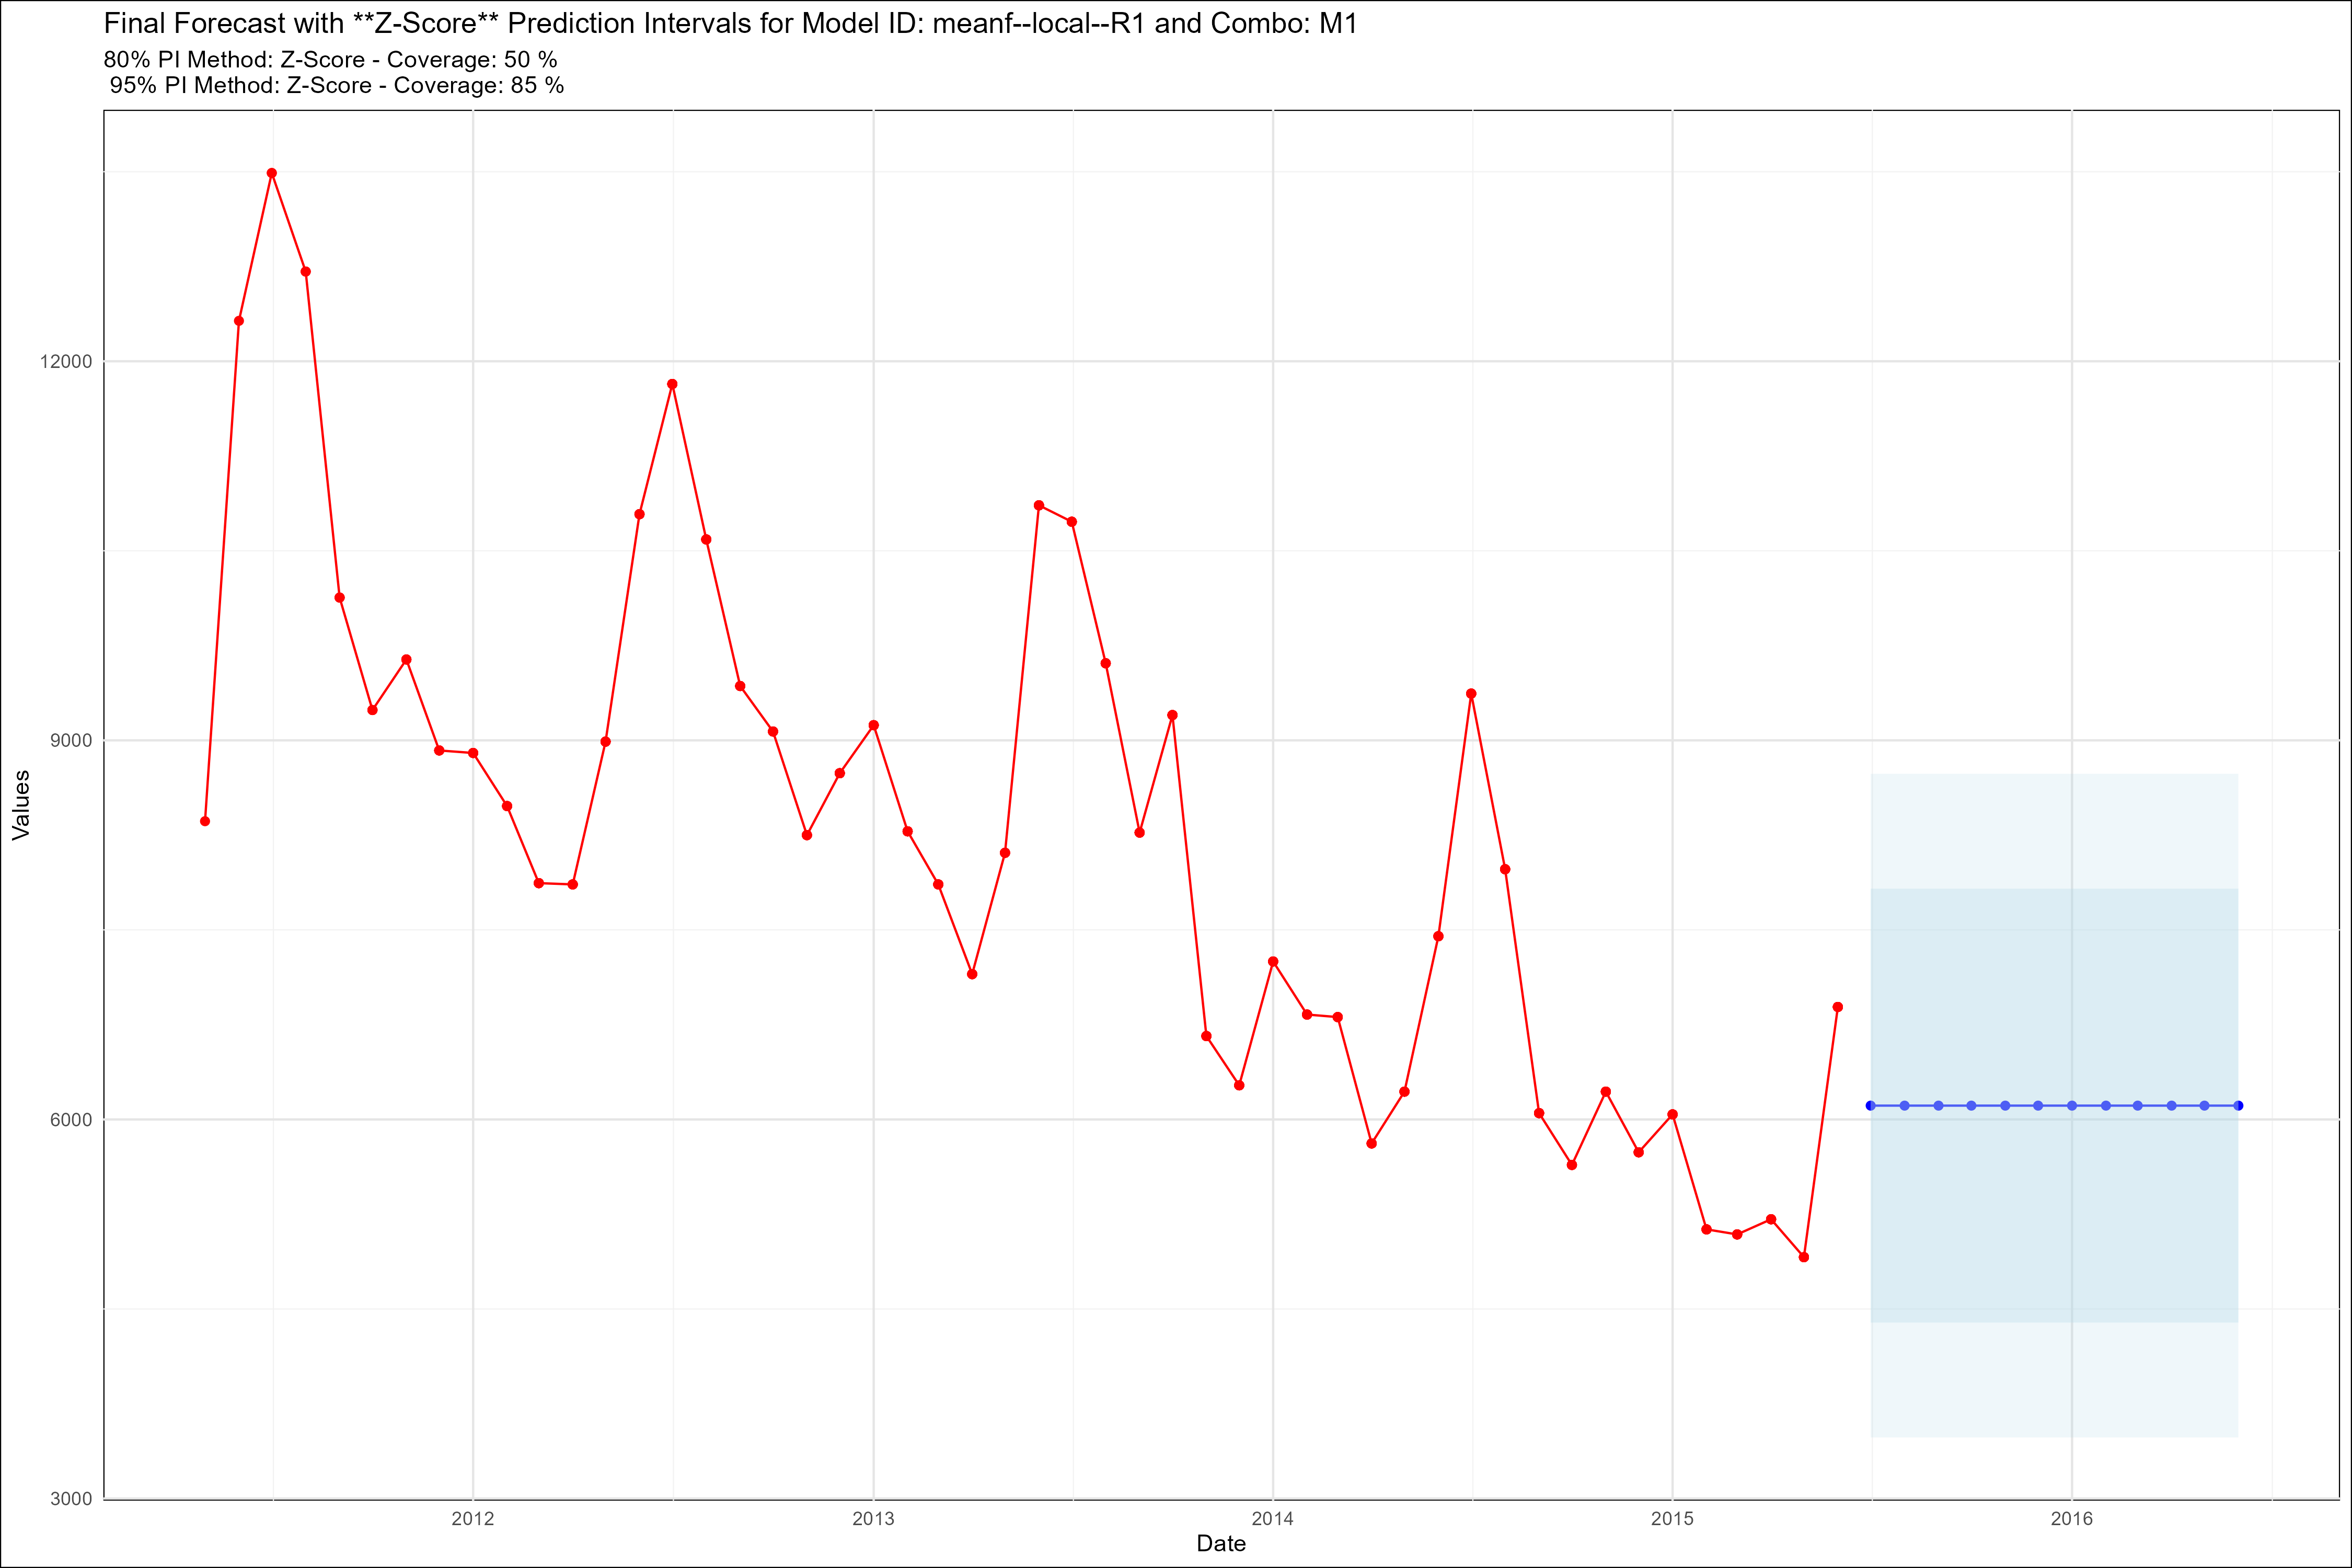 Final Forecast with **Z-Score** Prediction Intervals for Model ID: meanf--local--R1 and Combo: M1
80% PI Method: Z-Score - Coverage: 50 %
95% PI Method: Z-Score - Coverage: 85 %
12000
9000
6000
3000
Values
2012
2013
2014
2015
2016
Date